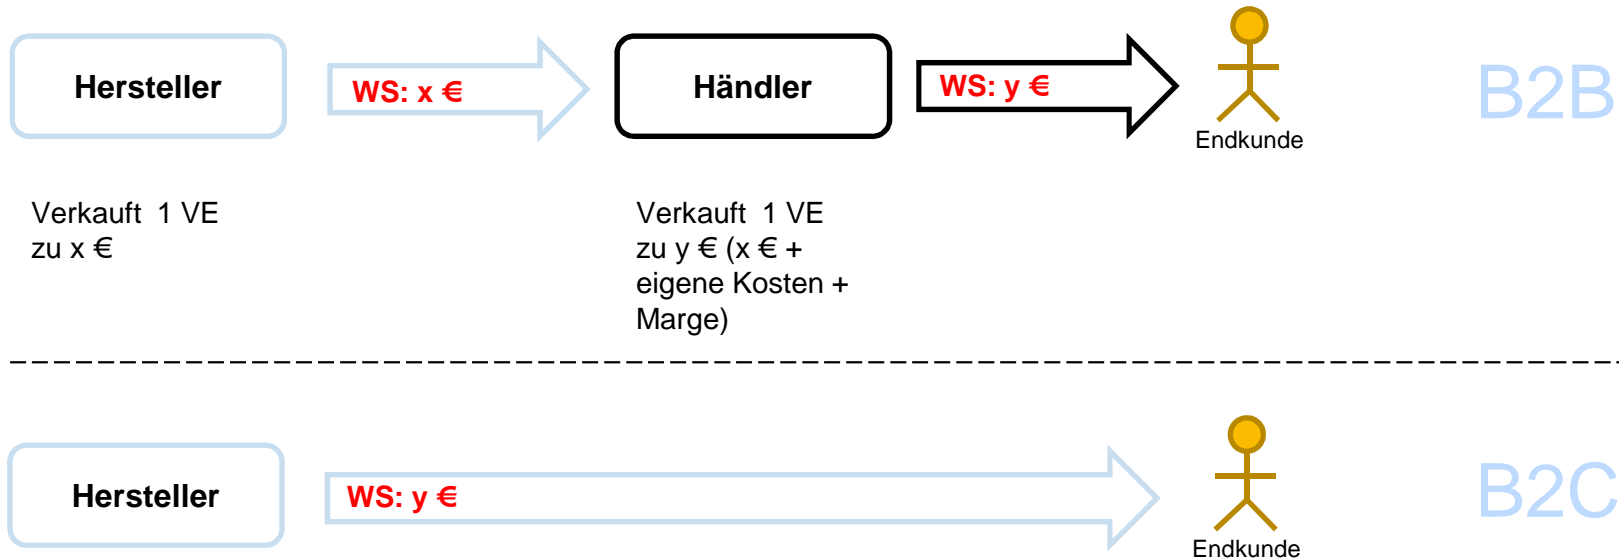 Hersteller
WS: x €
Händler
WS: y €
Endkunde
B2B
Verkauft 1 VE
zu x €
Verkauft 1 VE
zu y € (x € +
eigene Kosten +
Marge)
Hersteller
WS: y €
Endkunde
B2C